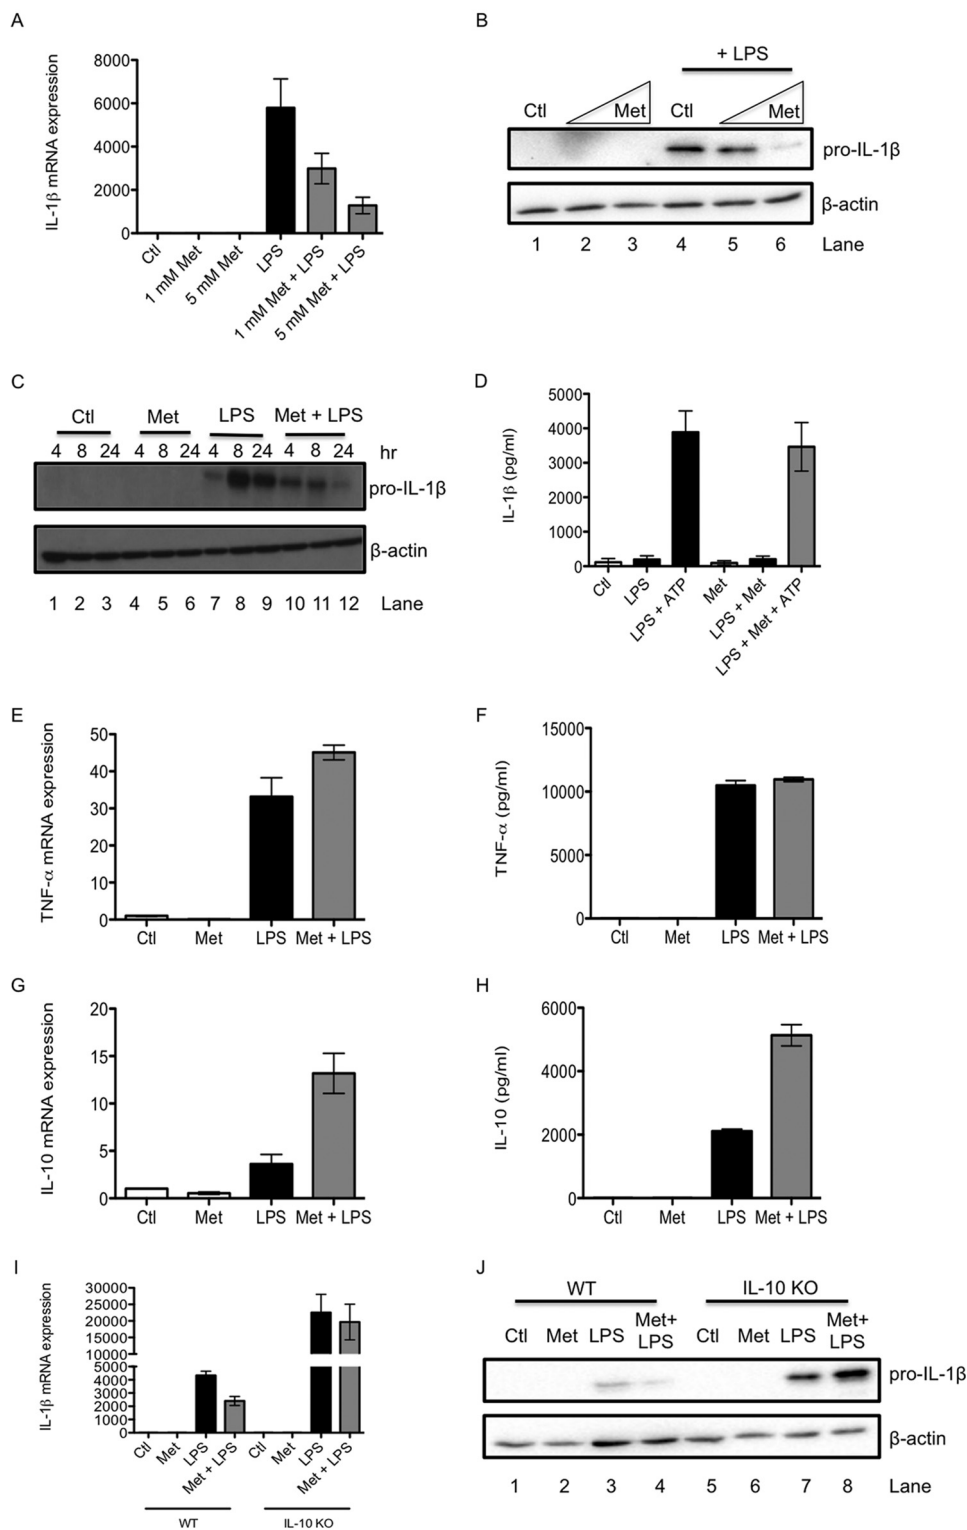 A
IL-1β mRNA expression
8000
6000
4000
2000
0
Ctl
1 mM Met
5 mM Met
LPS
1 mM Met + LPS
5 mM Met + LPS
B
+ LPS
Ctl Met Ctl Met
pro-IL-1β
β-actin
1 2 3 4 5 6 Lane
C
Ctl Met LPS Met + LPS
4 8 24 4 8 24 4 8 24 4 8 24 hr
pro-IL-1β
β-actin
1 2 3 4 5 6 7 8 9 10 11 12 Lane
D
IL-1β (pg/ml)
5000
4000
3000
2000
1000
0
Ctl
LPS
LPS + ATP
Met
LPS + Met
LPS + Met + ATP
E
TNF-α mRNA expression
50
40
30
20
10
0
Ctl Met LPS Met + LPS
F
TNF-α (pg/ml)
15000
10000
5000
0
Ctl Met LPS Met + LPS
G
IL-10 mRNA expression
20
15
10
5
0
Ctl Met LPS Met + LPS
H
IL-10 (pg/ml)
6000
4000
2000
0
Ctl Met LPS Met + LPS
I
IL-1β mRNA expression
30000
25000
20000
15000
10000
5000
4000
3000
2000
1000
0
Ctl
Met
LPS
Met + LPS
Ctl
Met
LPS
Met + LPS
WT IL-10 KO
J
WT IL-10 KO
Ctl Met LPS Met+ LPS Ctl Met LPS Met+ LPS
pro-IL-1β
β-actin
1 2 3 4 5 6 7 8 Lane